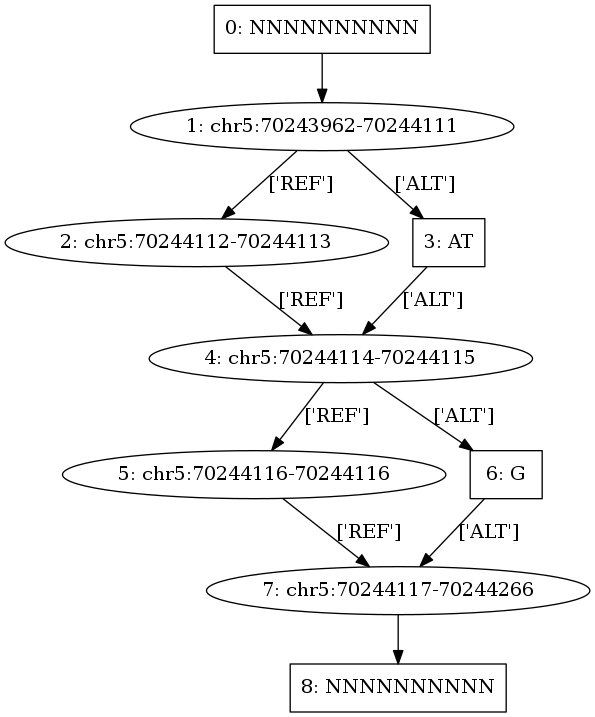 0: NNNNNNNNNN
1: chr5:70243962-70244111
['REF']
['ALT']
2: chr5:70244112-70244113
3: AT
['REF']
['ALT']
4: chr5:70244114-70244115
['REF']
['ALT']
5: chr5:70244116-70244116
6: G
['REF']
['ALT']
7: chr5:70244117-70244266
8: NNNNNNNNNN